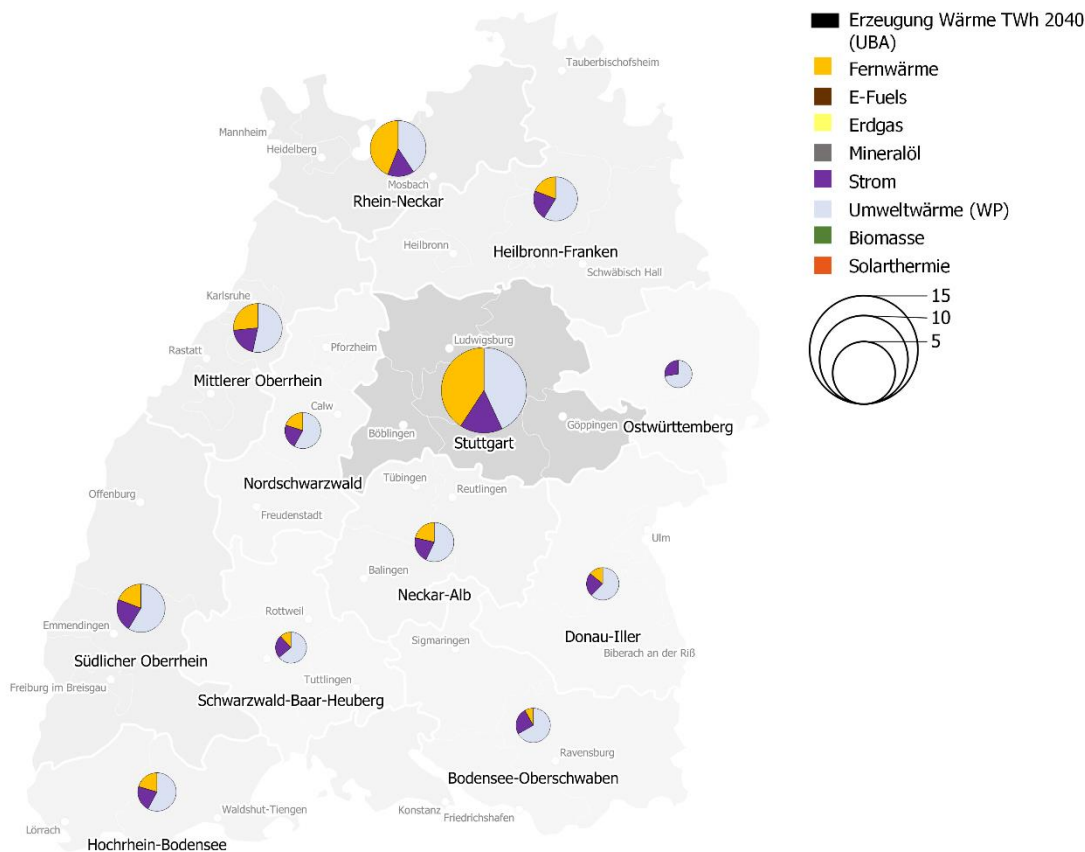 Erzeugung Wärme TWh 2040
(UBA)
Fernwärme
E-Fuels
Erdgas
Mineralöl
Strom
Umweltwärme (WP)
Biomasse
Solarthermie
15
10
5
Tauberbischofsheim
Mannheim
Heidelberg
Mosbach
Rhein-Neckar
Heilbronn
Heilbronn-Franken
Schwäbisch Hall
Karlsruhe
Rastatt
Pforzheim
Ludwigsburg
Mittlerer Oberrhein
Calw
Böblingen
Stuttgart
Göppingen
Ostwürttemberg
Nordschwarzwald
Tübingen
Reutlingen
Offenburg
Freudenstadt
Ulm
Balingen
Neckar-Alb
Rottweil
Emmendingen
Sigmaringen
Donau-Iller
Biberach an der Riß
Südlicher Oberrhein
Freiburg im Breisgau
Tuttlingen
Schwarzwald-Baar-Heuberg
Ravensburg
Bodensee-Oberschwaben
Waldshut-Tiengen
Konstanz
Friedrichshafen
Lörrach
Hochrhein-Bodensee